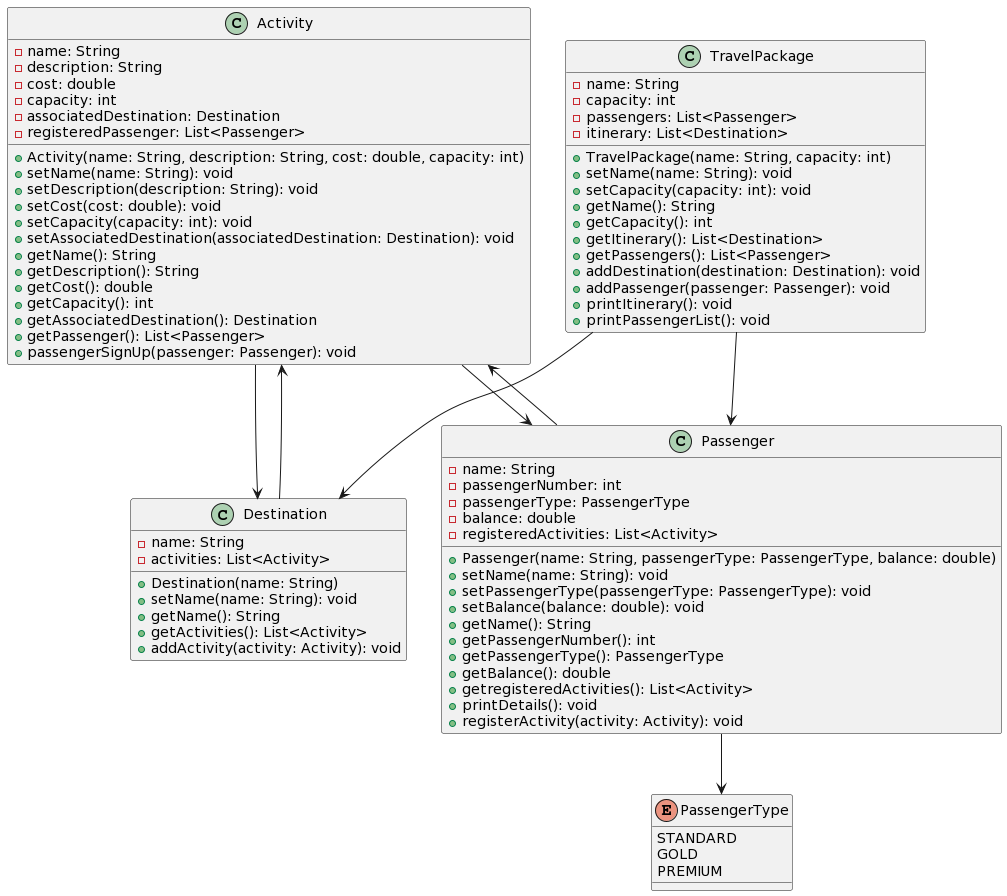 C Activity
name: String
description: String
cost: double
capacity: int
associatedDestination: Destination
registeredPassenger: List<Passenger>
Activity(name: String, description: String, cost: double, capacity: int)
setName(name: String): void
setDescription(description: String): void
setCost(cost: double): void
setCapacity(capacity: int): void
setAssociatedDestination(associatedDestination: Destination): void
getName(): String
getDescription(): String
getCost(): double
getCapacity(): int
getAssociatedDestination(): Destination
getPassenger(): List<Passenger>
passengerSignUp(passenger: Passenger): void
C TravelPackage
name: String
capacity: int
passengers: List<Passenger>
itinerary: List<Destination>
TravelPackage(name: String, capacity: int)
setName(name: String): void
setCapacity(capacity: int): void
getName(): String
getCapacity(): int
getItinerary(): List<Destination>
getPassengers(): List<Passenger>
addDestination(destination: Destination): void
addPassenger(passenger: Passenger): void
printItinerary(): void
printPassengerList(): void
C Destination
name: String
activities: List<Activity>
Destination(name: String)
setName(name: String): void
getName(): String
getActivities(): List<Activity>
addActivity(activity: Activity): void
C Passenger
name: String
passengerNumber: int
passengerType: PassengerType
balance: double
registeredActivities: List<Activity>
Passenger(name: String, passengerType: PassengerType, balance: double)
setName(name: String): void
setPassengerType(passengerType: PassengerType): void
setBalance(balance: double): void
getName(): String
getPassengerNumber(): int
getPassengerType(): PassengerType
getBalance(): double
getregisteredActivities(): List<Activity>
printDetails(): void
registerActivity(activity: Activity): void
E PassengerType
STANDARD
GOLD
PREMIUM